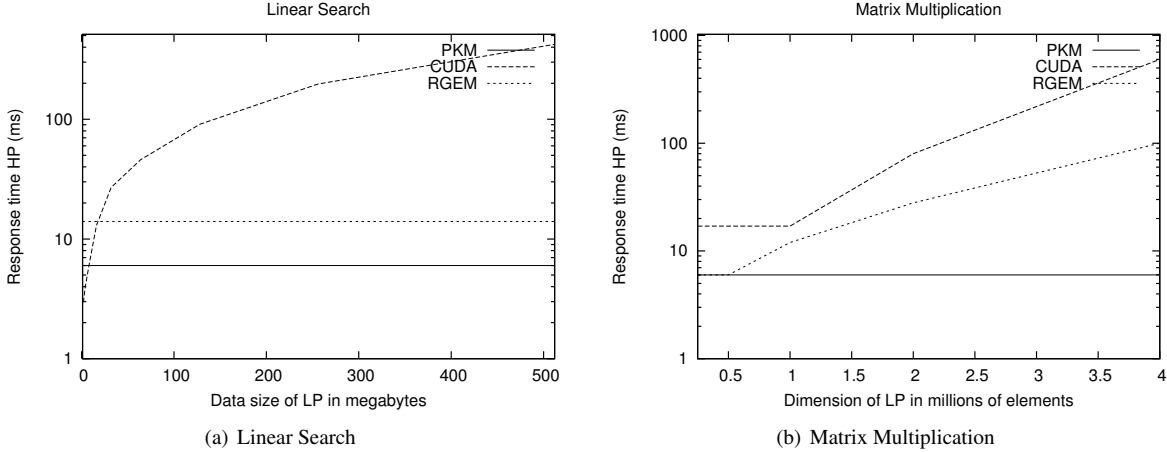 Linear Search
Response time HP (ms)
100
10
1
PKM
CUDA
RGEM
0 100 200 300 400 500
Data size of LP in megabytes
(a) Linear Search
Matrix Multiplication
Response time HP (ms)
1000
100
10
1
PKM
CUDA
RGEM
0.5 1 1.5 2 2.5 3 3.5 4
Dimension of LP in millions of elements
(b) Matrix Multiplication